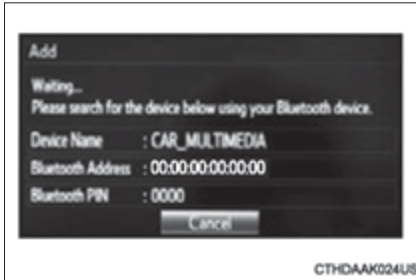 Add
Waiting...
Please search for the device below using your Bluetooth device.
Device Name : CAR_MULTIMEDIA
Bluetooth Address : 00:00:00:00:00:00
Bluetooth PIN : 0000
Cancel
CTHDAAK024US